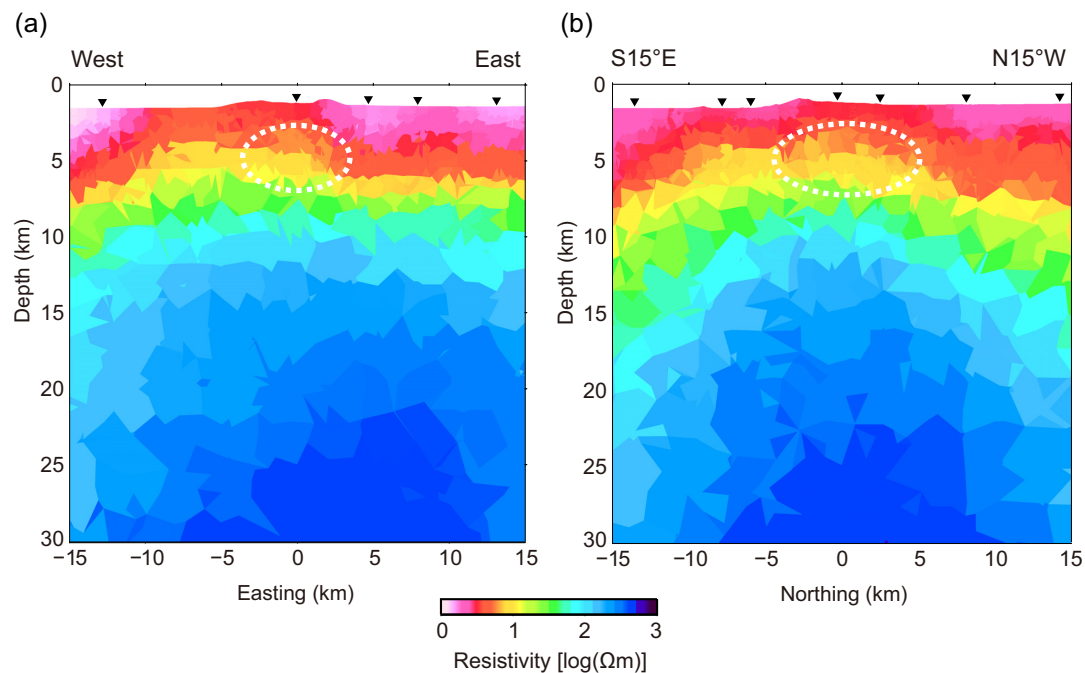 (a)
(b)
West
East
S15°E
N15°W
0
5
10
15
20
25
30
Depth (km)
−15
−10
−5
0
5
10
15
Easting (km)
0
5
10
15
20
25
30
Depth (km)
−15
−10
−5
0
5
10
15
Northing (km)
0
1
2
3
Resistivity [log(Ωm)]